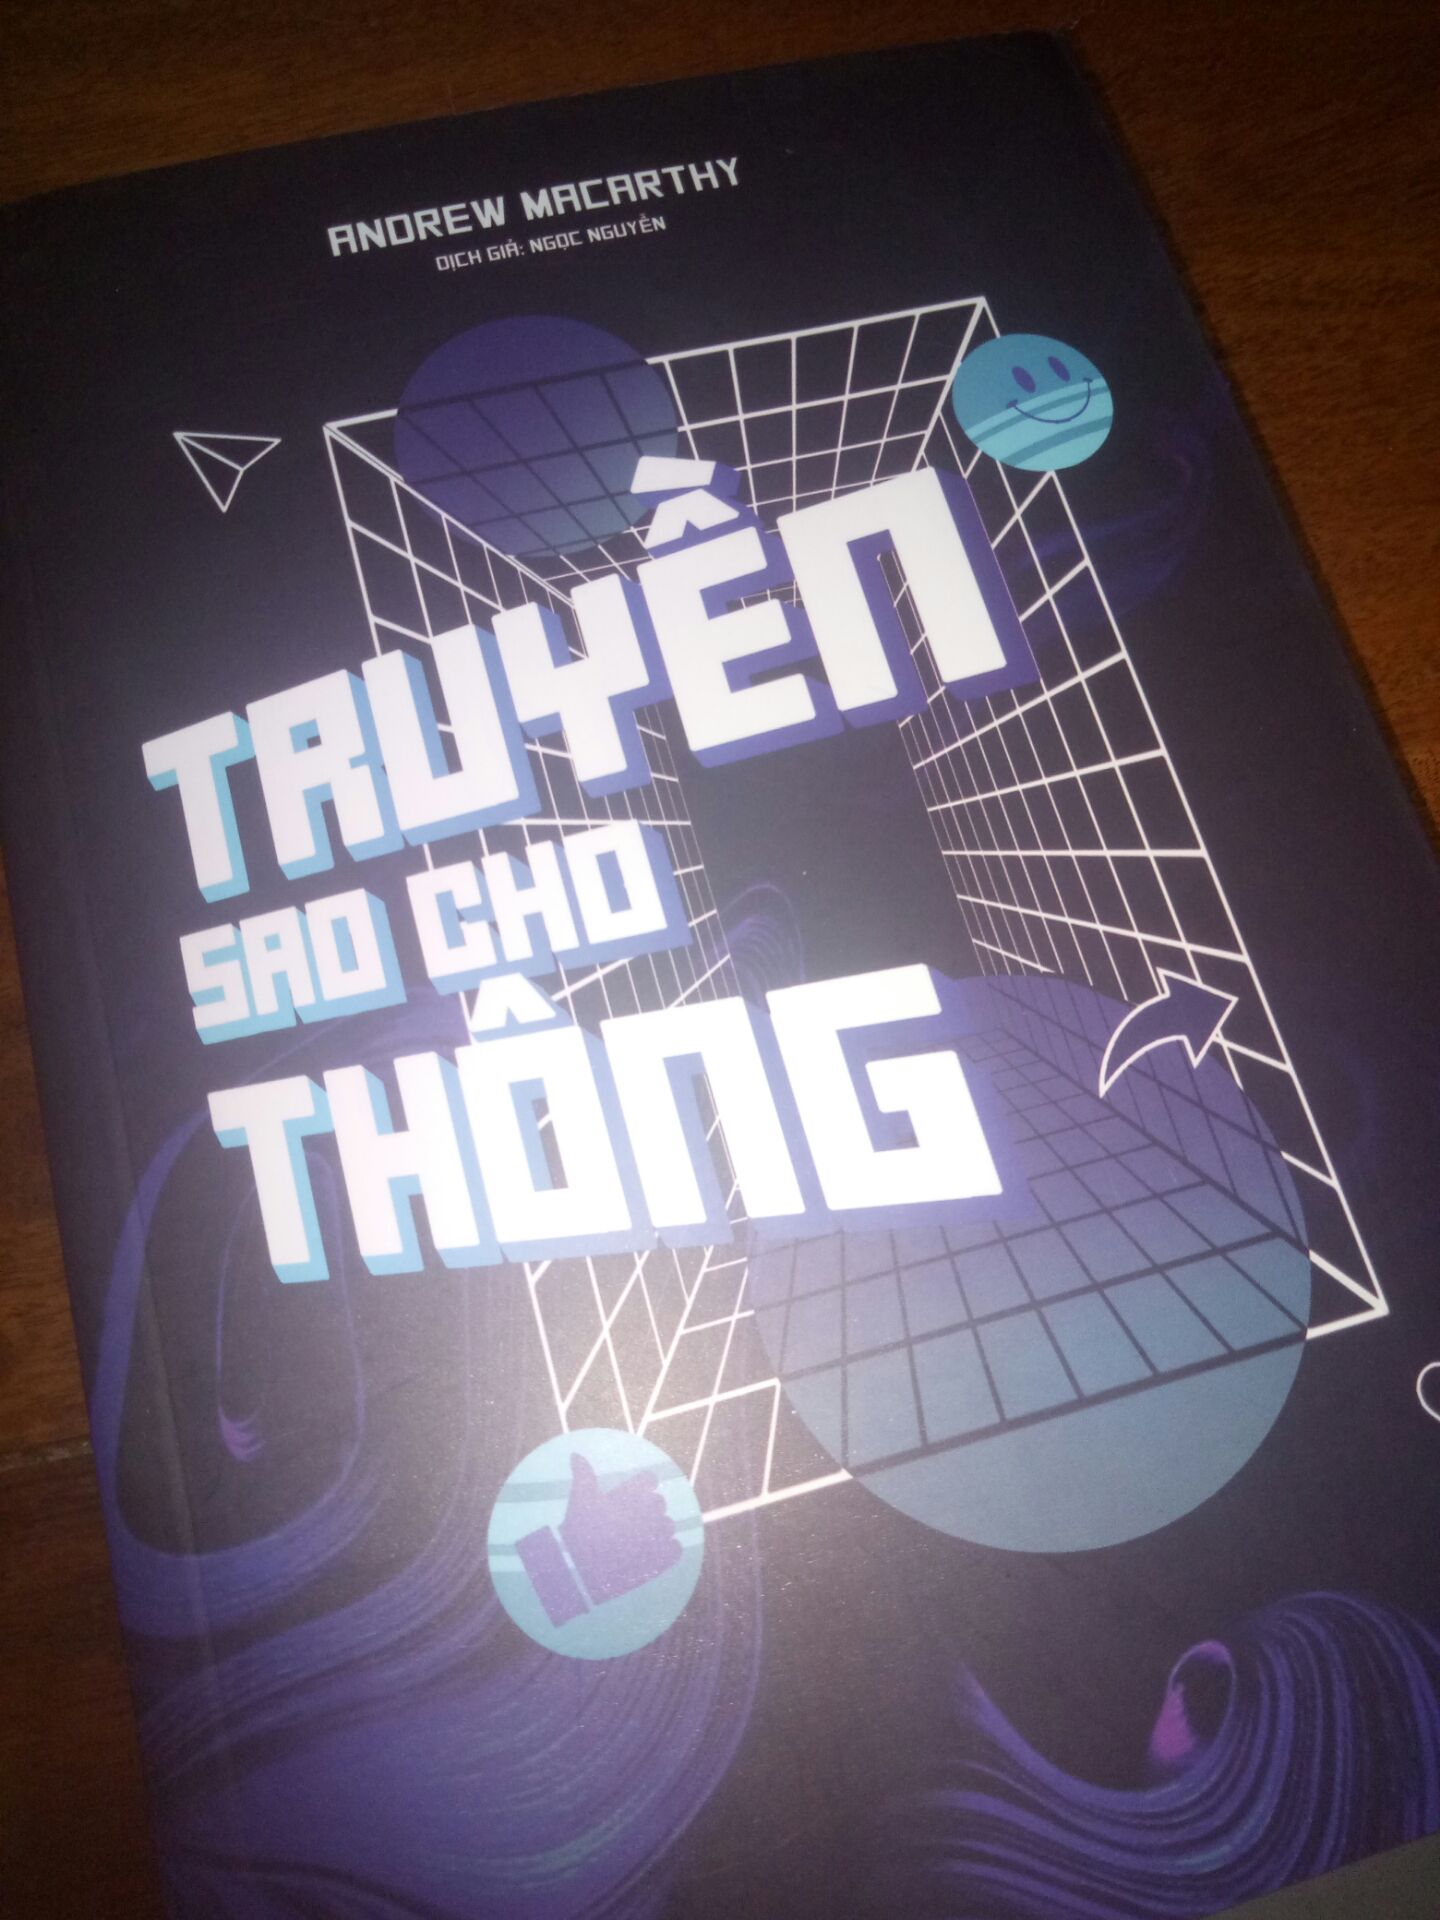 ANDREW MACARTHY
DỊCH GIẢ: NGỌC NGUYỄN
TRUYỀN
SAO CHO
THÔNG